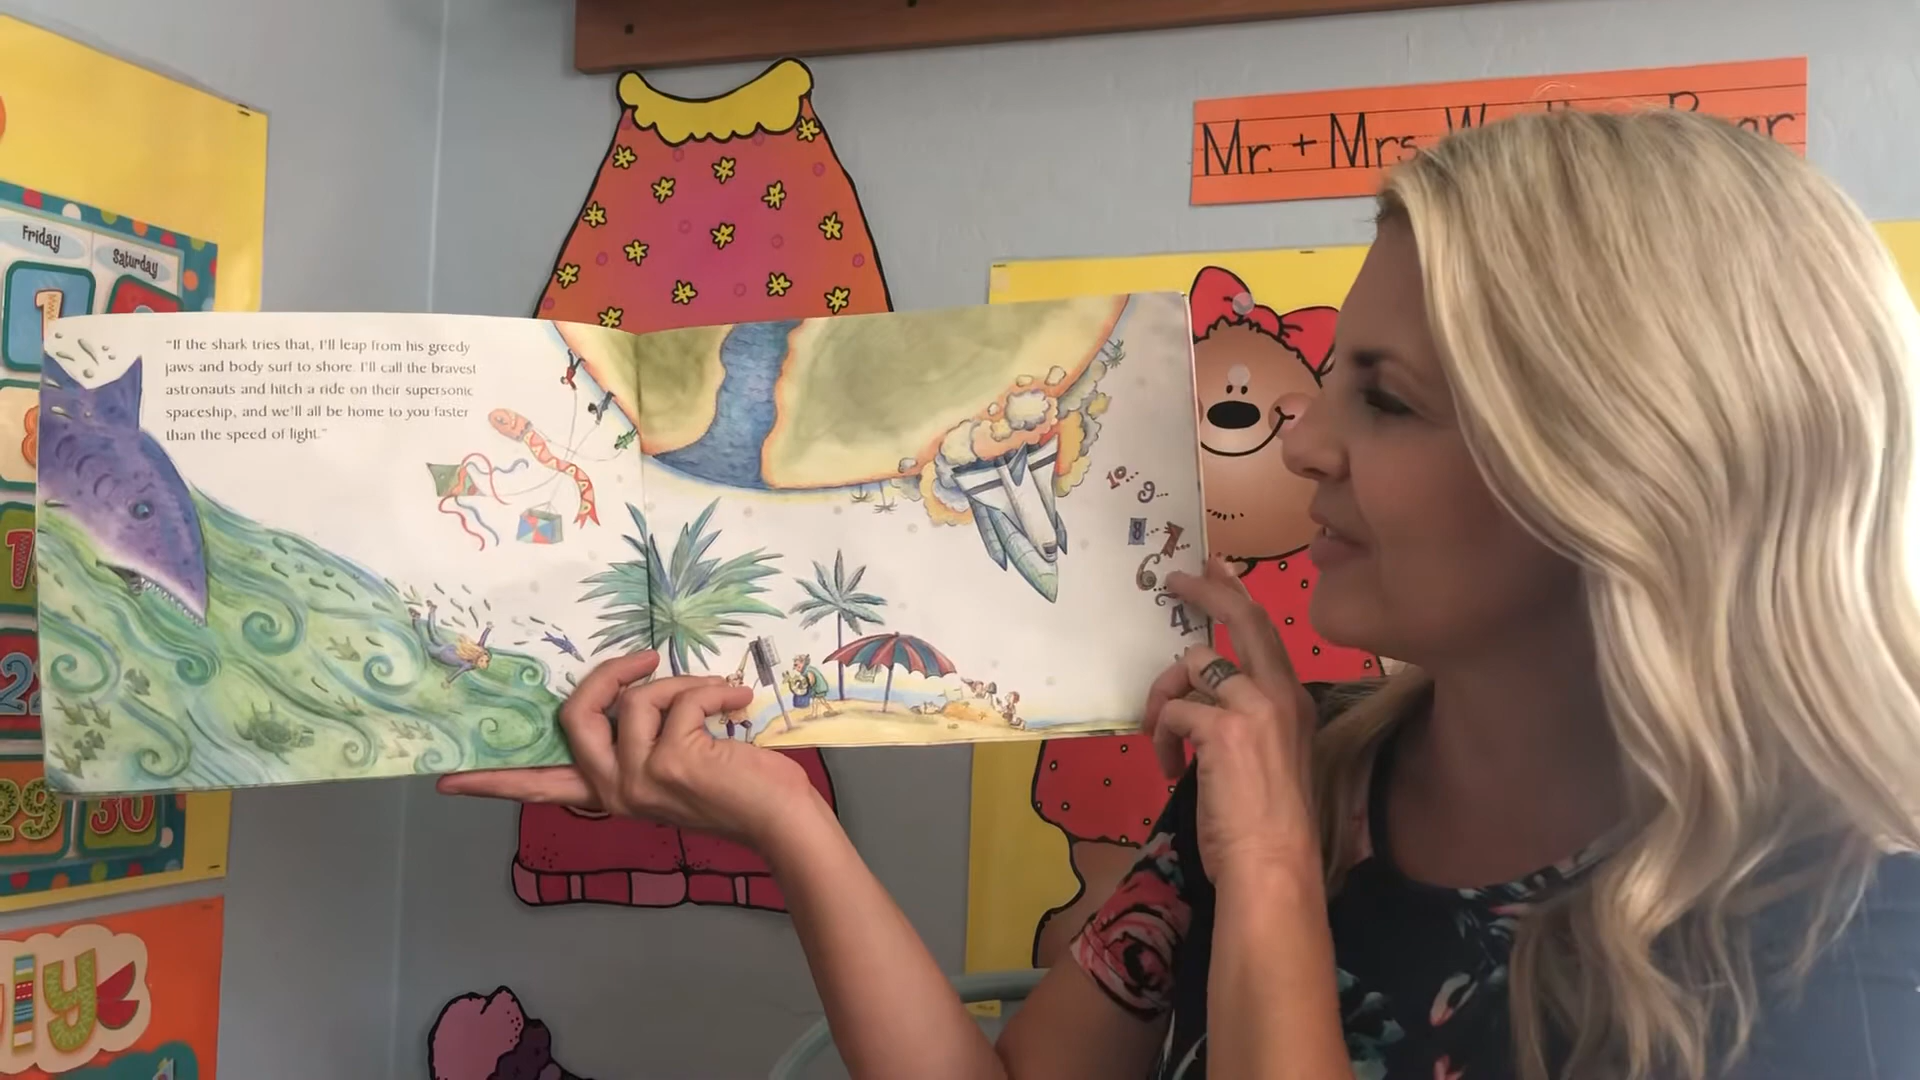 Mr. + Mrs.
Friday
Saturday
1
"If the shark tries that, I'll leap from his greedy
jaws and body surf to shore. I'll call the bravest
astronauts and hitch a ride on their supersonic
spaceship, and we'll all be home to you faster
than the speed of light."
10...
9...
8...
7...
6...
4...
29
30